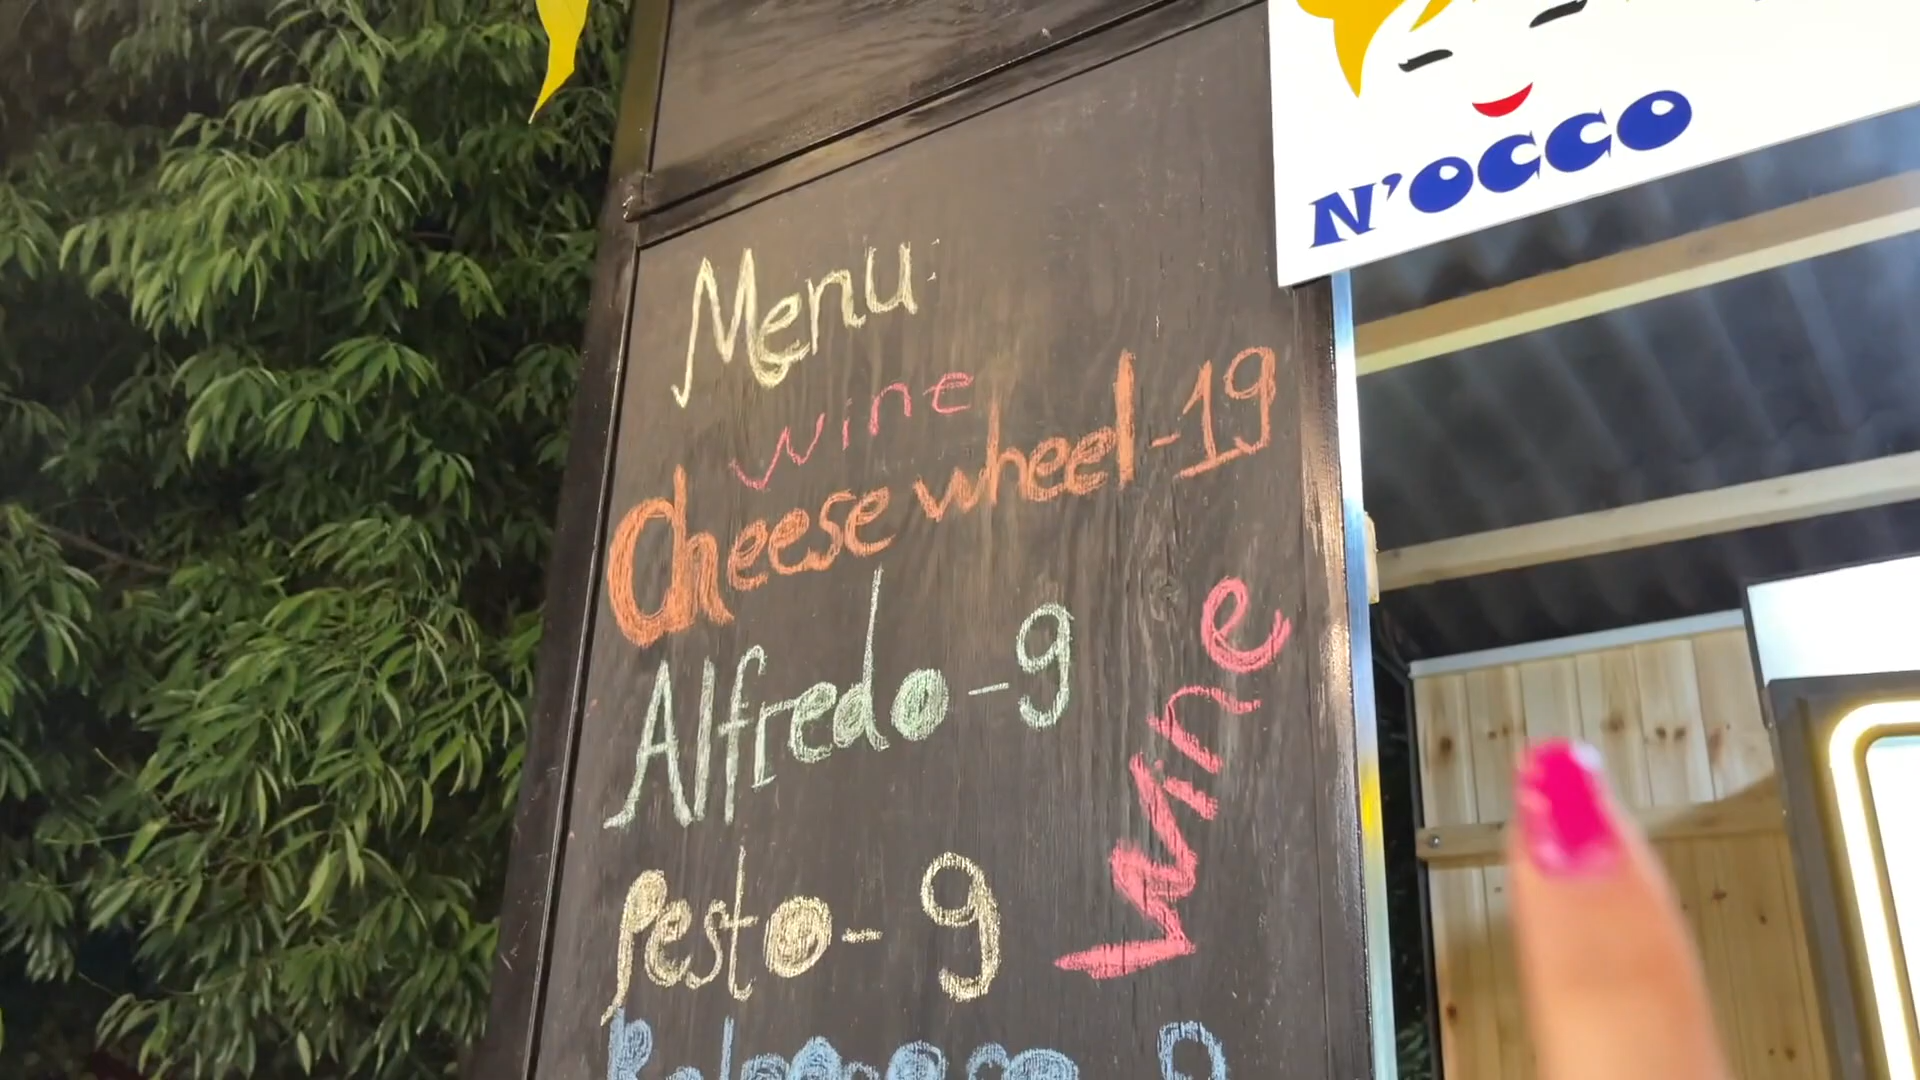 N'OCCO
Menu:
wine
Cheese wheel-19
Alfredo-9
Wine
Pesto-9